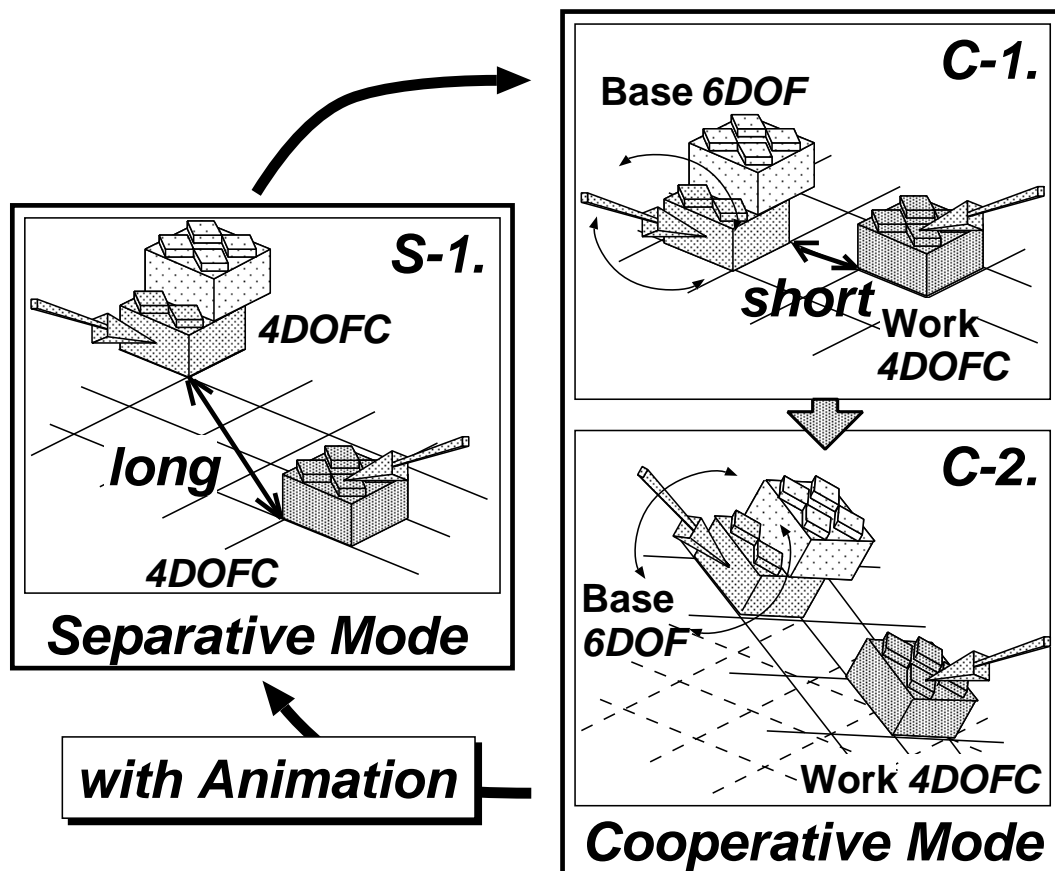 S-1.
4DOFC
long
4DOFC
Separative Mode
with Animation
C-1.
Base 6DOF
short
Work
4DOFC
C-2.
Base
6DOF
Work 4DOFC
Cooperative Mode